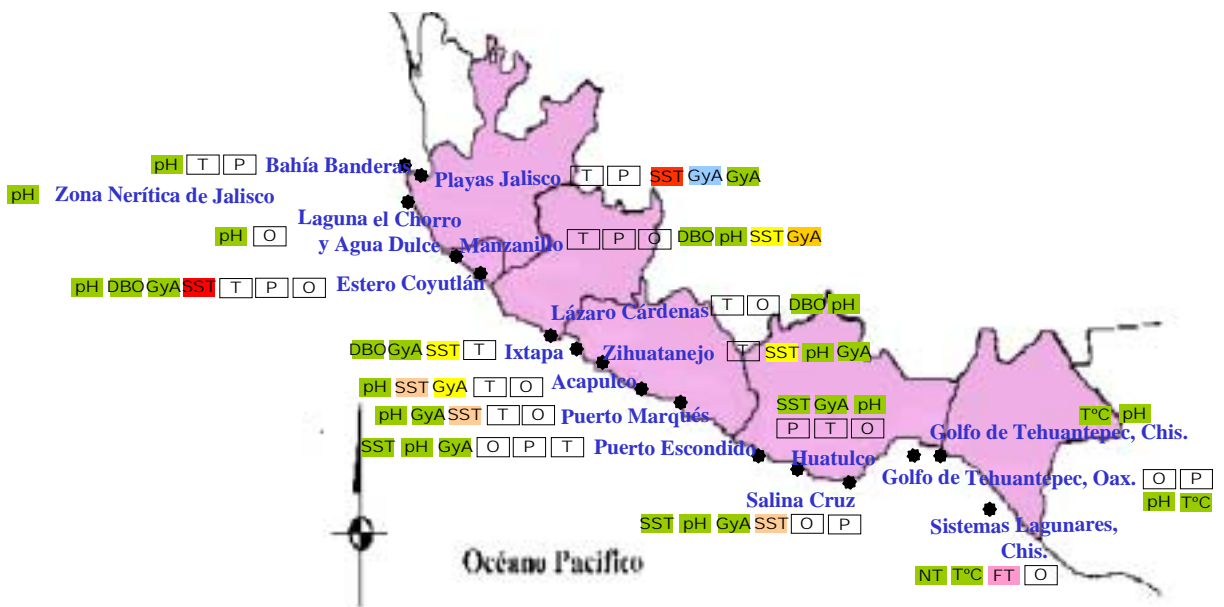 pH T P Bahía Banderas
Playas Jalisco T P SST GyA GyA
pH Zona Nerítica de Jalisco
pH O Laguna el Chorro
y Agua Dulce
Manzanillo T P O DBO pH SST GyA
pH DBO GyA SST T P O Estero Coyutlán
Lázaro Cárdenas T O DBO pH
DBO GyA SST T Ixtapa
Zihuatanejo T SST pH GyA
pH SST GyA T O Acapulco
pH GyA SST T O Puerto Marqués
SST GyA pH
P T O
Huatulco
SST pH GyA O P T Puerto Escondido
T°C pH
Golfo de Tehuantepec, Chis.
Golfo de Tehuantepec, Oax. O P
pH T°C
Salina Cruz
SST pH GyA SST O P
Sistemas Lagunares,
Chis.
NT T°C FT O
Océano Pacifico